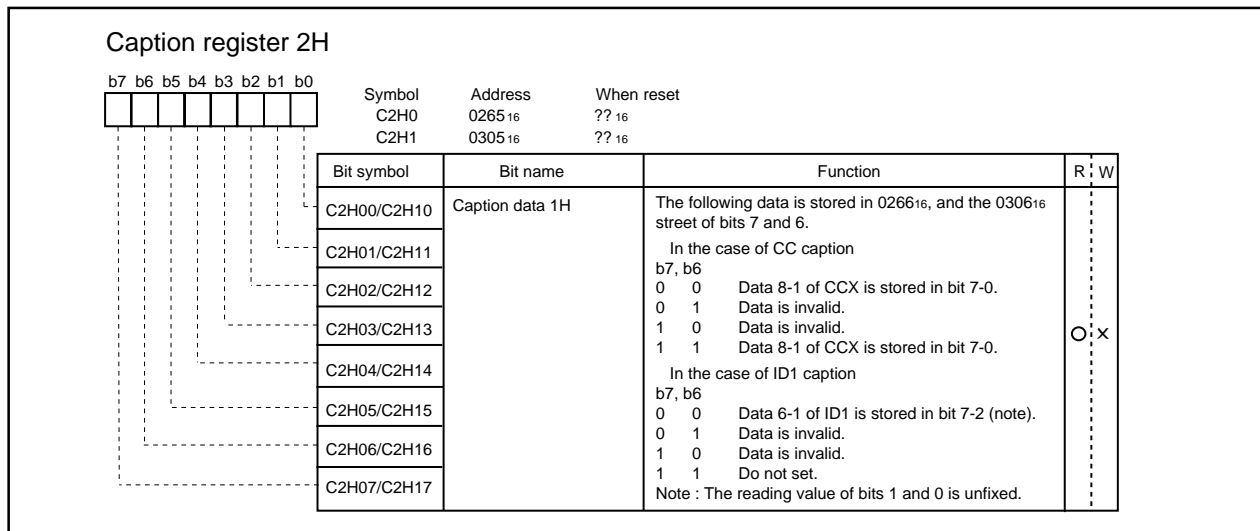 Caption register 2H
b7 b6 b5 b4 b3 b2 b1 b0
Symbol Address When reset
C2H0 026516 ??16
C2H1 030516 ??16
Bit symbol Bit name Function R W
C2H00/C2H10 Caption data 1H The following data is stored in 026616, and the 030616
street of bits 7 and 6.
C2H01/C2H11 In the case of CC caption
b7, b6
C2H02/C2H12 0 0 Data 8-1 of CCX is stored in bit 7-0.
0 1 Data is invalid.
C2H03/C2H13 1 0 Data is invalid.
1 1 Data 8-1 of CCX is stored in bit 7-0.
C2H04/C2H14 In the case of ID1 caption
b7, b6
C2H05/C2H15 0 0 Data 6-1 of ID1 is stored in bit 7-2 (note).
0 1 Data is invalid.
C2H06/C2H16 1 0 Data is invalid.
1 1 Do not set.
C2H07/C2H17 Note : The reading value of bits 1 and 0 is unfixed.